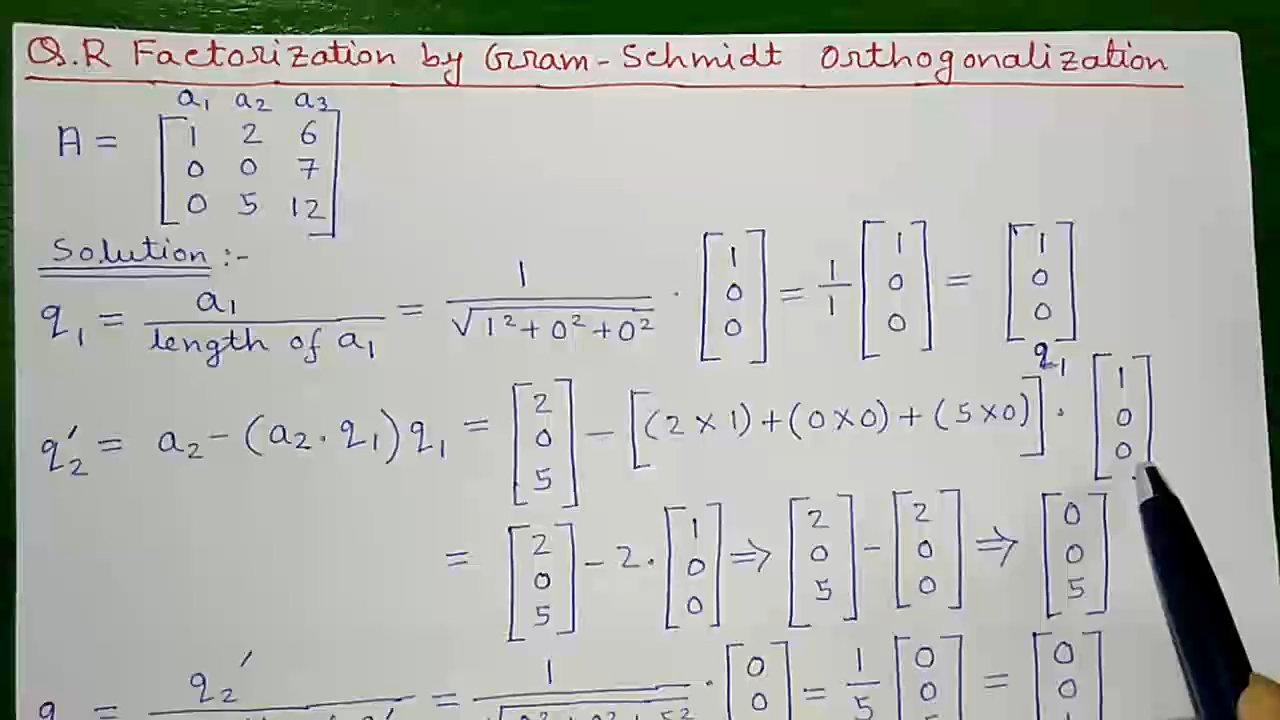 Q.R Factorization by Gram-Schmidt Orthogonalization
a₁ a₂ a₃
A = [1 2 6
0 0 7
0 5 12]
Solution :-
q₁ = a₁ / length of a₁ = 1 / √1²+0²+0² · [1 0 0] = 1/1 [1 0 0] = [1 0 0]
q₁
q₂′ = a₂ - (a₂·q₁)q₁ = [2 0 5] - [(2×1)+(0×0)+(5×0)] · [1 0 0]
= [2 0 5] - 2·[1 0 0] ⇒ [2 0 5] - [2 0 0] ⇒ [0 0 5]
q₂′ = 1 · [0 0 = 1/5 [0 0 = [0 0